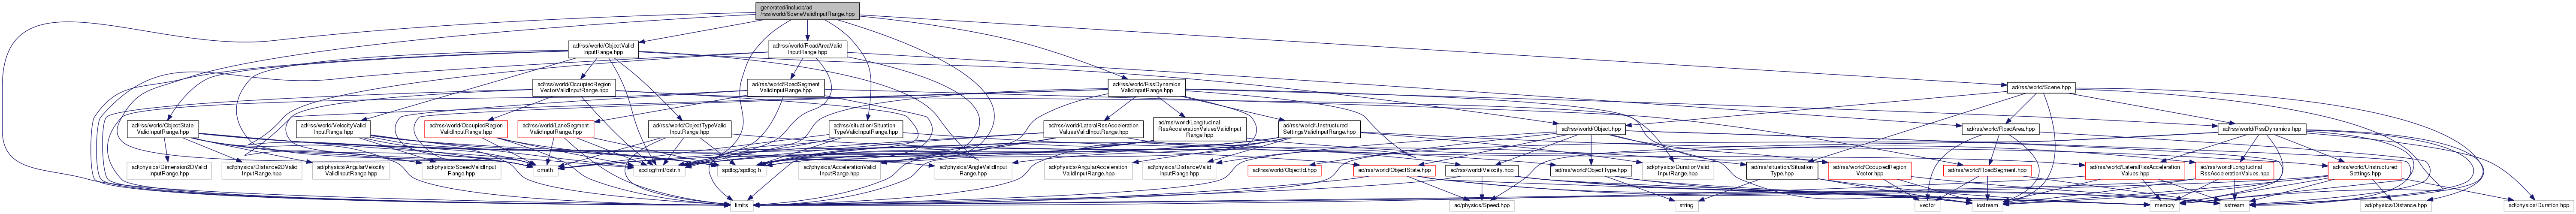 generated/include/ad
/rss/world/SceneValidInputRange.hpp
ad/rss/world/ObjectValid
InputRange.hpp
ad/rss/world/RoadAreaValid
InputRange.hpp
ad/rss/world/OccupiedRegion
VectorValidInputRange.hpp
ad/rss/world/RoadSegment
ValidInputRange.hpp
ad/rss/world/RssDynamics
ValidInputRange.hpp
ad/rss/world/Scene.hpp
ad/rss/world/ObjectState
ValidInputRange.hpp
ad/rss/world/VelocityValid
InputRange.hpp
ad/rss/world/OccupiedRegion
ValidInputRange.hpp
ad/rss/world/LaneSegment
ValidInputRange.hpp
ad/rss/world/ObjectTypeValid
InputRange.hpp
ad/rss/situation/Situation
TypeValidInputRange.hpp
ad/rss/world/LateralRssAcceleration
ValuesValidInputRange.hpp
ad/rss/world/Longitudinal
RssAccelerationValuesValidInput
Range.hpp
ad/rss/world/Unstructured
SettingsValidInputRange.hpp
ad/rss/world/Object.hpp
ad/rss/world/RoadArea.hpp
ad/rss/world/RssDynamics.hpp
ad/physics/Dimension2DValid
InputRange.hpp
ad/physics/Distance2DValid
InputRange.hpp
ad/physics/AngularVelocity
ValidInputRange.hpp
ad/physics/SpeedValidInput
Range.hpp
cmath
spdlog/fmt/ostr.h
spdlog/spdlog.h
ad/physics/AccelerationValid
InputRange.hpp
ad/physics/AngleValidInput
Range.hpp
ad/physics/AngularAcceleration
ValidInputRange.hpp
ad/physics/DistanceValid
InputRange.hpp
ad/rss/world/ObjectId.hpp
ad/rss/world/ObjectState.hpp
ad/rss/world/Velocity.hpp
ad/rss/world/ObjectType.hpp
ad/physics/DurationValid
InputRange.hpp
ad/rss/situation/Situation
Type.hpp
ad/rss/world/OccupiedRegion
Vector.hpp
ad/rss/world/RoadSegment.hpp
ad/rss/world/LateralRssAcceleration
Values.hpp
ad/rss/world/Longitudinal
RssAccelerationValues.hpp
ad/rss/world/Unstructured
Settings.hpp
limits
ad/physics/Speed.hpp
string
vector
iostream
memory
sstream
ad/physics/Distance.hpp
ad/physics/Duration.hpp